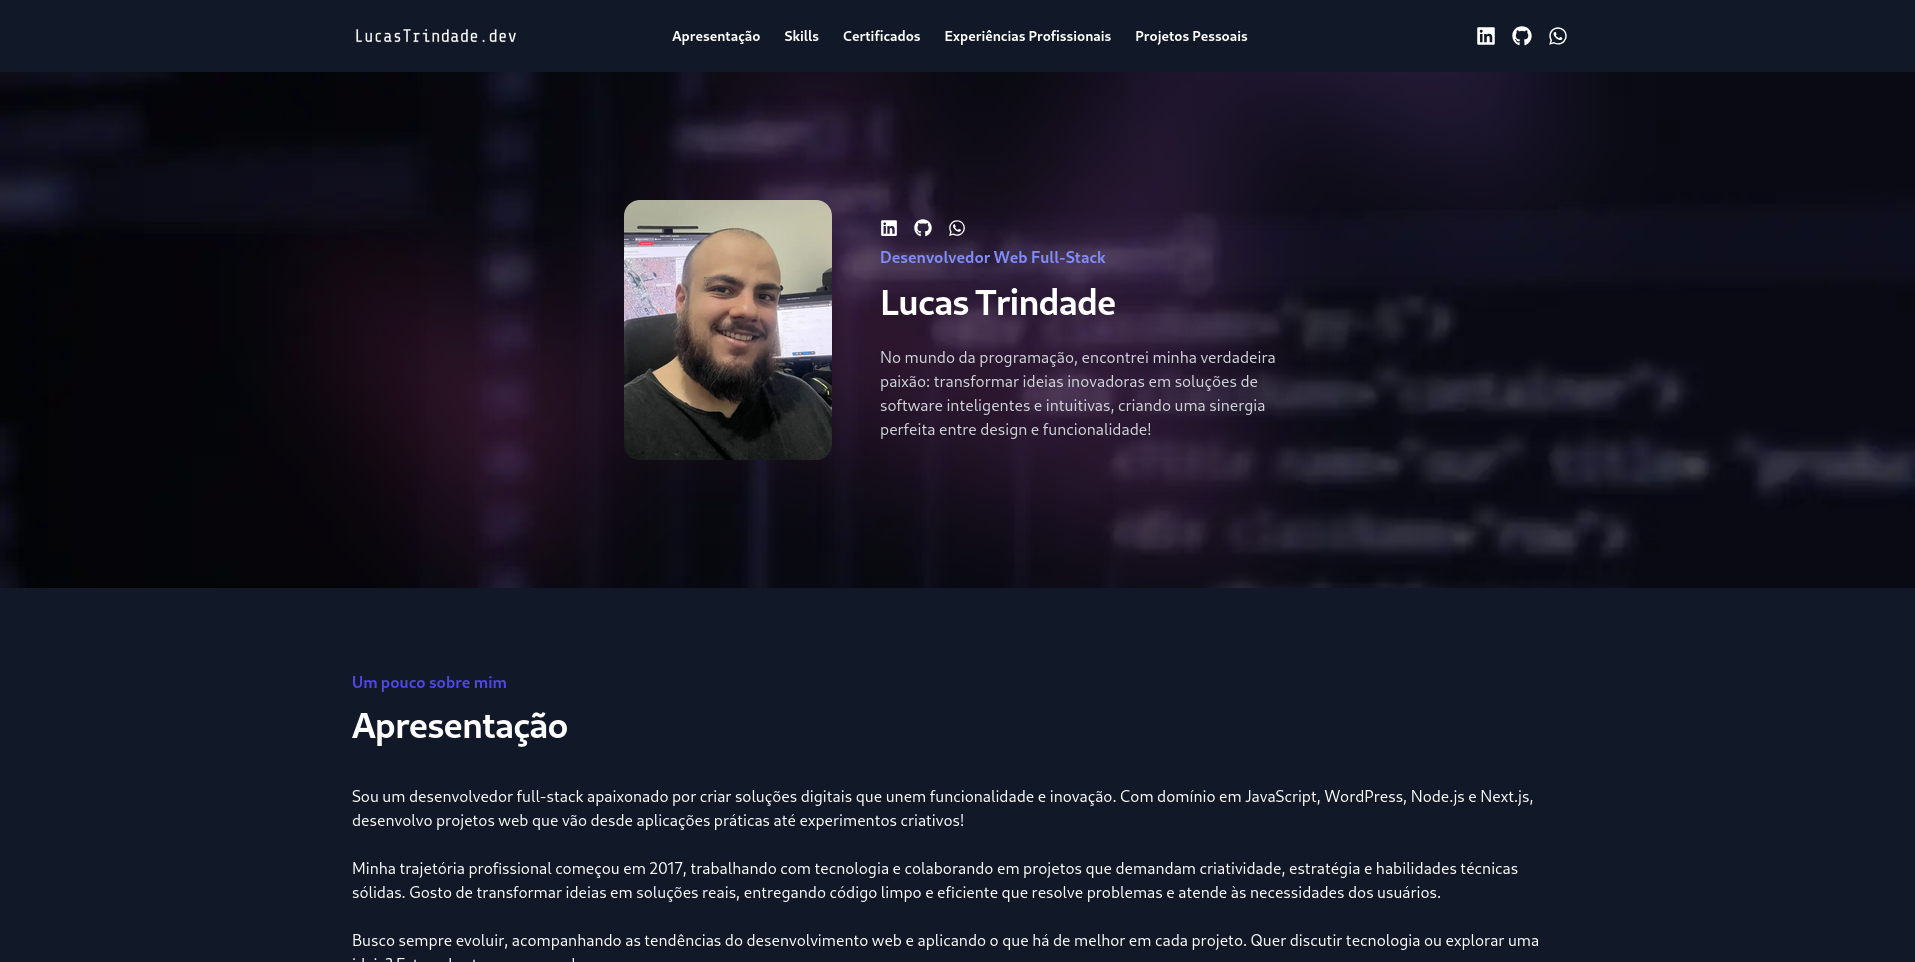 LucasTrindade.dev
Apresentação
Skills
Certificados
Experiências Profissionais
Projetos Pessoais
render() {
Desenvolvedor Web Full-Stack
Lucas Trindade
No mundo da programação, encontrei minha verdadeira
paixão: transformar ideias inovadoras em soluções de
software inteligentes e intuitivas, criando uma sinergia
perfeita entre design e funcionalidade!
<div className="row">
Um pouco sobre mim
Apresentação
Sou um desenvolvedor full-stack apaixonado por criar soluções digitais que unem funcionalidade e inovação. Com domínio em JavaScript, WordPress, Node.js e Next.js,
desenvolvo projetos web que vão desde aplicações práticas até experimentos criativos!
Minha trajetória profissional começou em 2017, trabalhando com tecnologia e colaborando em projetos que demandam criatividade, estratégia e habilidades técnicas
sólidas. Gosto de transformar ideias em soluções reais, entregando código limpo e eficiente que resolve problemas e atende às necessidades dos usuários.
Busco sempre evoluir, acompanhando as tendências do desenvolvimento web e aplicando o que há de melhor em cada projeto. Quer discutir tecnologia ou explorar uma